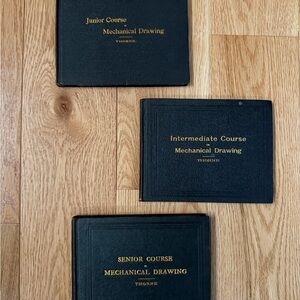 Junior Course
in
Mechanical Drawing
THORNE.
Intermediate Course
in
Mechanical Drawing
THORNE
SENIOR COURSE
IN
MECHANICAL DRAWING
THORNE